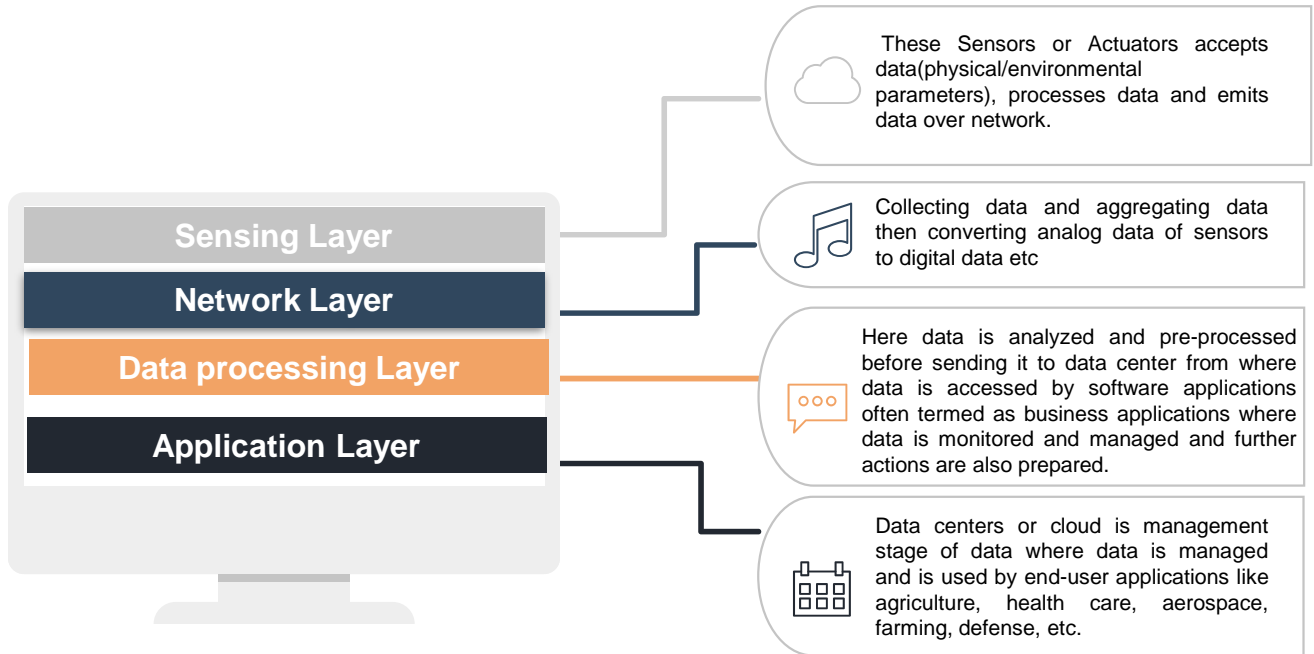 These Sensors or Actuators accepts
data(physical/environmental
parameters), processes data and emits
data over network.
Sensing Layer
Collecting data and aggregating data
then converting analog data of sensors
to digital data etc
Network Layer
Here data is analyzed and pre-processed
before sending it to data center from where
data is accessed by software applications
often termed as business applications where
data is monitored and managed and further
actions are also prepared.
Data processing Layer
Application Layer
Data centers or cloud is management
stage of data where data is managed
and is used by end-user applications like
agriculture, health care, aerospace,
farming, defense, etc.